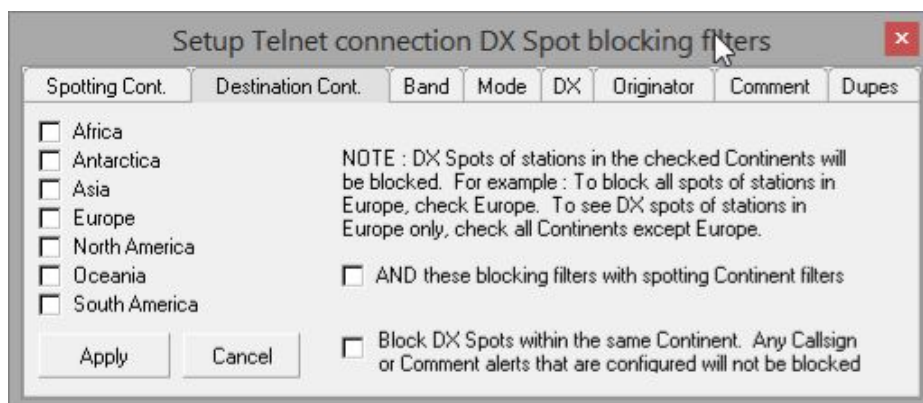 Setup Telnet connection DX Spot blocking filters
Spotting Cont. Destination Cont. Band Mode DX Originator Comment Dupes
Africa
Antarctica
Asia
Europe
North America
Oceania
South America
NOTE : DX Spots of stations in the checked Continents will
be blocked. For example : To block all spots of stations in
Europe, check Europe. To see DX spots of stations in
Europe only, check all Continents except Europe.
AND these blocking filters with spotting Continent filters
Block DX Spots within the same Continent. Any Callsign
or Comment alerts that are configured will not be blocked
Apply Cancel